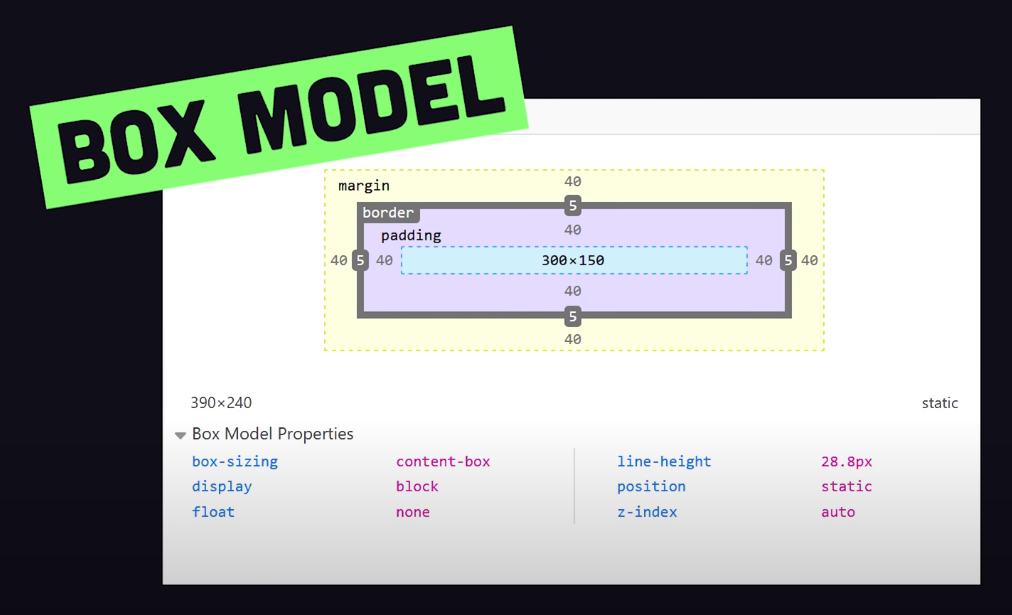 BOX MODEL
margin
40
border
5
padding
40
40 5 40 300×150 40 5 40
40
5
40
390×240 static
Box Model Properties
box-sizing content-box line-height 28.8px
display block position static
float none z-index auto